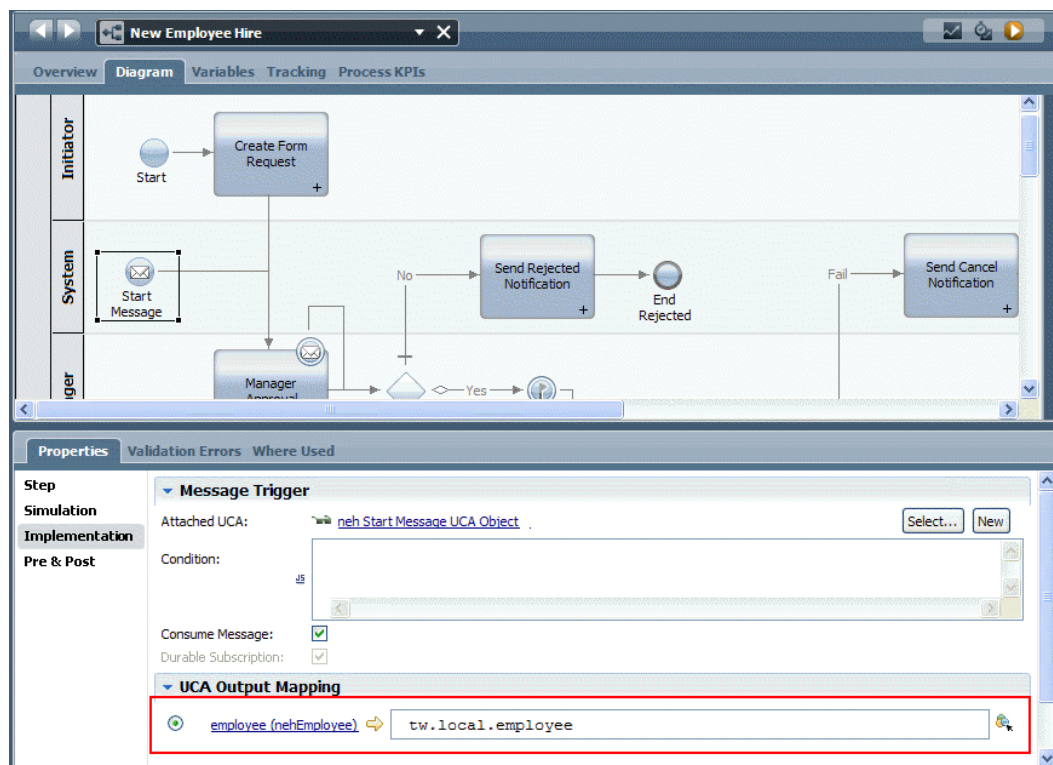 New Employee Hire
Overview Diagram Variables Tracking Process KPIs
Initiator
Start
Create Form
Request
System
Start
Message
No
Send Rejected
Notification
End
Rejected
Fail
Send Cancel
Notification
Manager
Approval
Yes
Properties Validation Errors Where Used
Step
Simulation
Implementation
Pre & Post
Message Trigger
Attached UCA: neh Start Message UCA Object Select... New
Condition:
JS
Consume Message:
Durable Subscription:
UCA Output Mapping
employee (nehEmployee) tw.local.employee